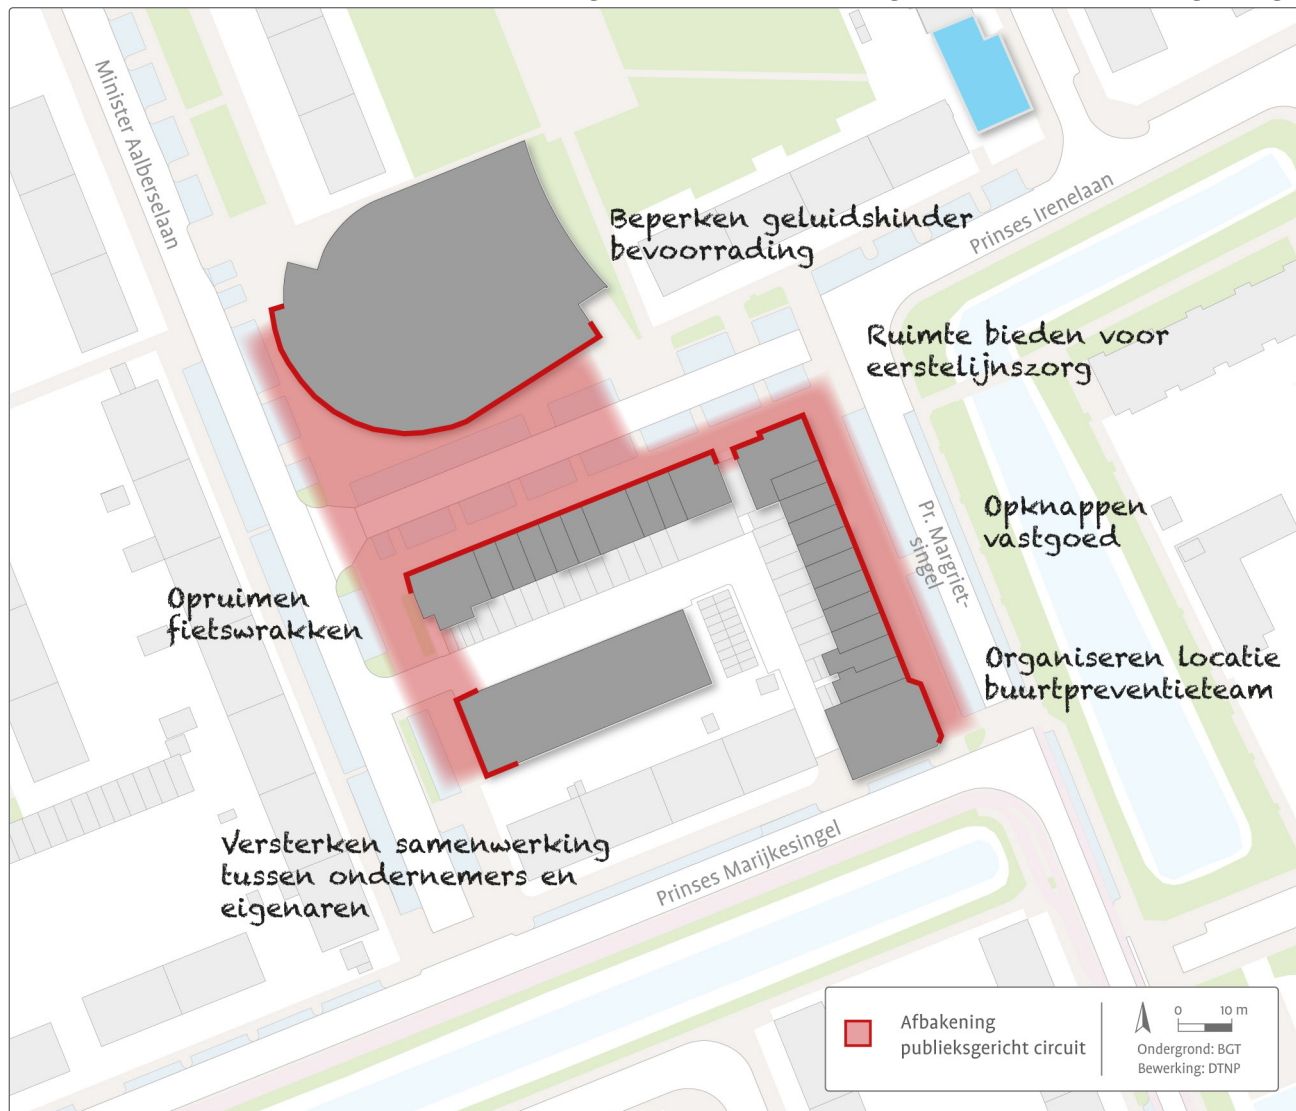 Minister Aalberselaan
Beperken geluidshinder
bevoorrading
Prinses Irenelaan
Ruimte bieden voor
eerstelijnszorg
Opknappen
vastgoed
Pr. Margriet-
singel
Opruimen
fietswrakken
Organiseren locatie
buurtpreventieteam
Versterken samenwerking
tussen ondernemers en
eigenaren
Prinses Marijkesingel
Afbakening
publieksgericht circuit
0 10 m
Ondergrond: BGT
Bewerking: DTNP